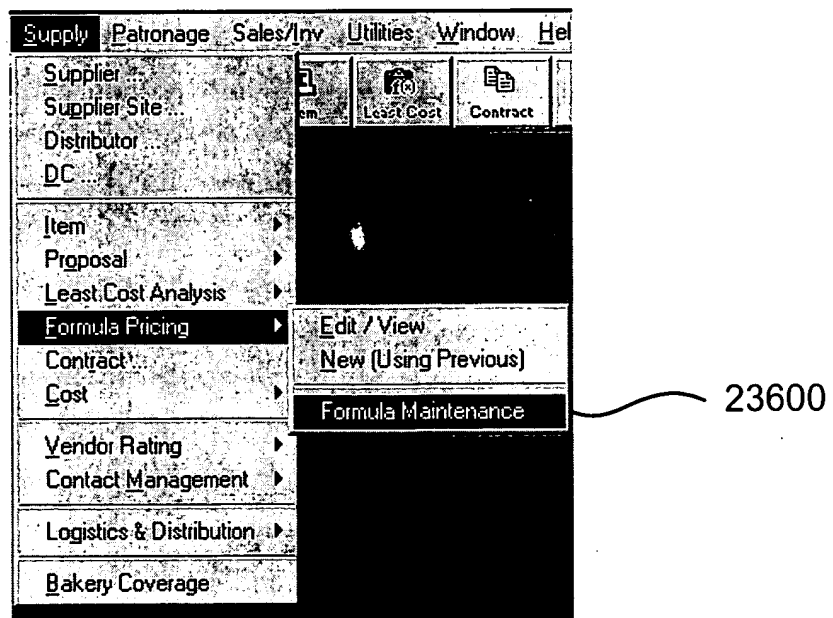 Supply Patronage Sales/Inv Utilities Window Hel
Supplier ...
Supplier Site ...
Distributor ...
DC ...
em Least Cost Contract
Item
Proposal
Least Cost Analysis
Formula Pricing
Edit / View
New (Using Previous)
Contract ...
Cost
Formula Maintenance
23600
Vendor Rating
Contact Management
Logistics & Distribution
Bakery Coverage